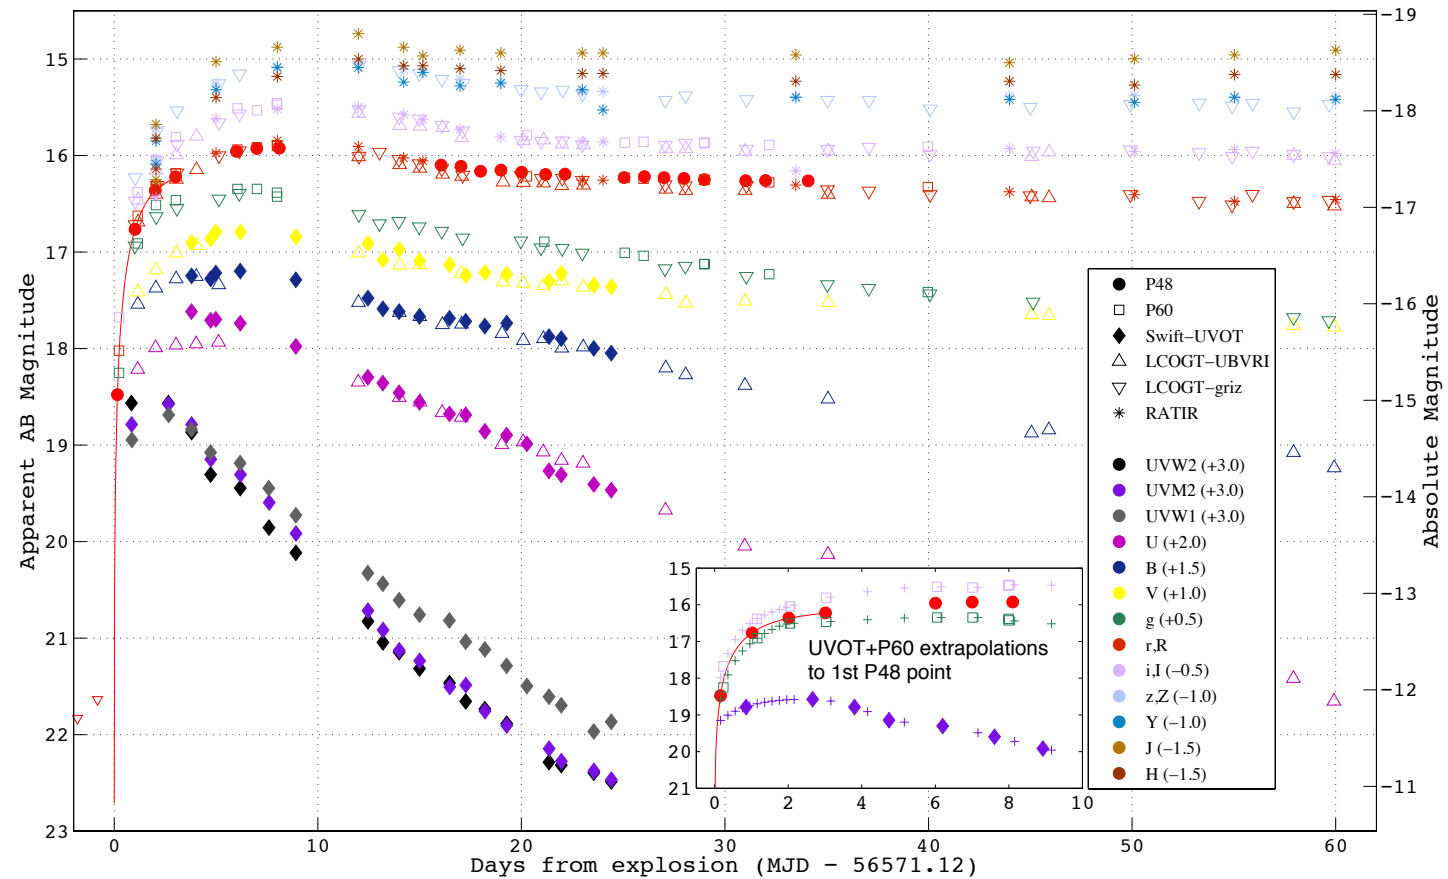 15
16
17
18
19
20
21
22
23
Apparent AB Magnitude
0
10
20
30
40
50
60
Days from explosion (MJD − 56571.12)
−19
−18
−17
−16
−15
−14
−13
−12
−11
Absolute Magnitude
P48
P60
Swift−UVOT
LCOGT−UBVRI
LCOGT−griz
RATIR
UVW2 (+3.0)
UVM2 (+3.0)
UVW1 (+3.0)
U (+2.0)
B (+1.5)
V (+1.0)
g (+0.5)
r,R
i,I (−0.5)
z,Z (−1.0)
Y (−1.0)
J (−1.5)
H (−1.5)
15
16
17
18
19
20
21
0
2
4
6
8
10
UVOT+P60 extrapolations
to 1st P48 point